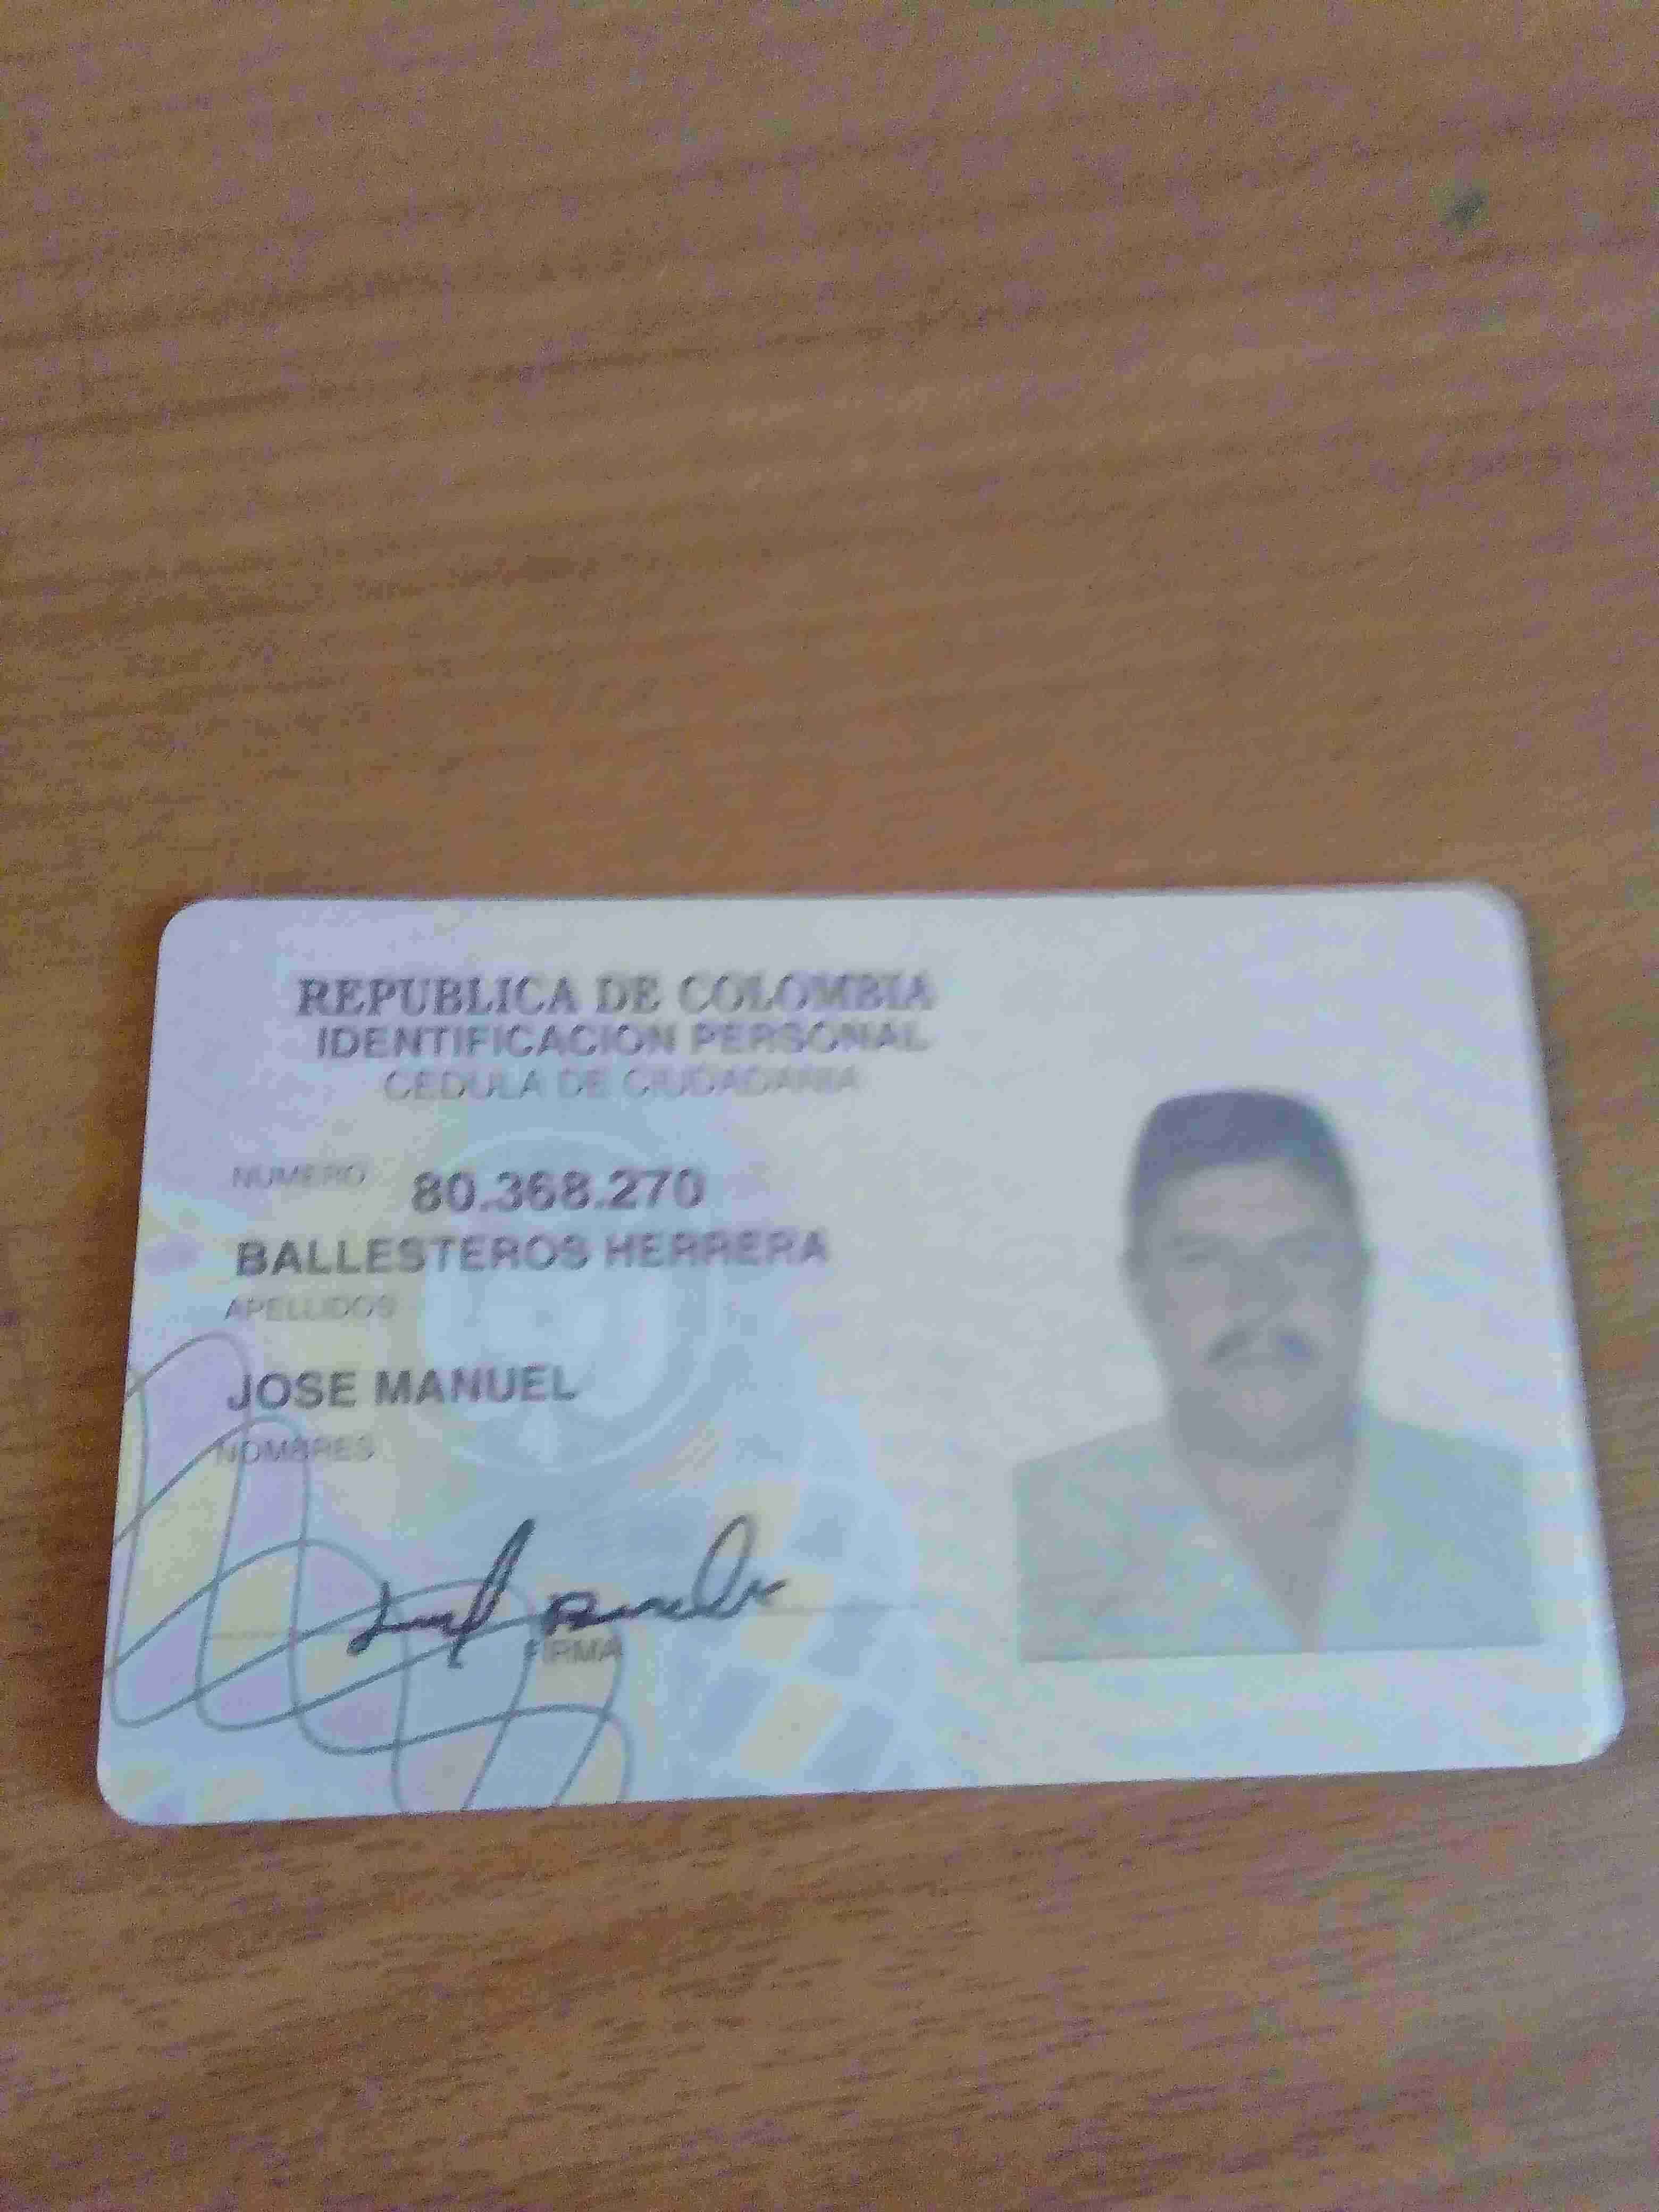 REPUBLICA DE COLOMBIA
IDENTIFICACION PERSONAL
CEDULA DE CIUDADANIA
NUMERO 80.368.270
BALLESTEROS HERRERA
APELLIDOS
JOSE MANUEL
NOMBRES
FIRMA